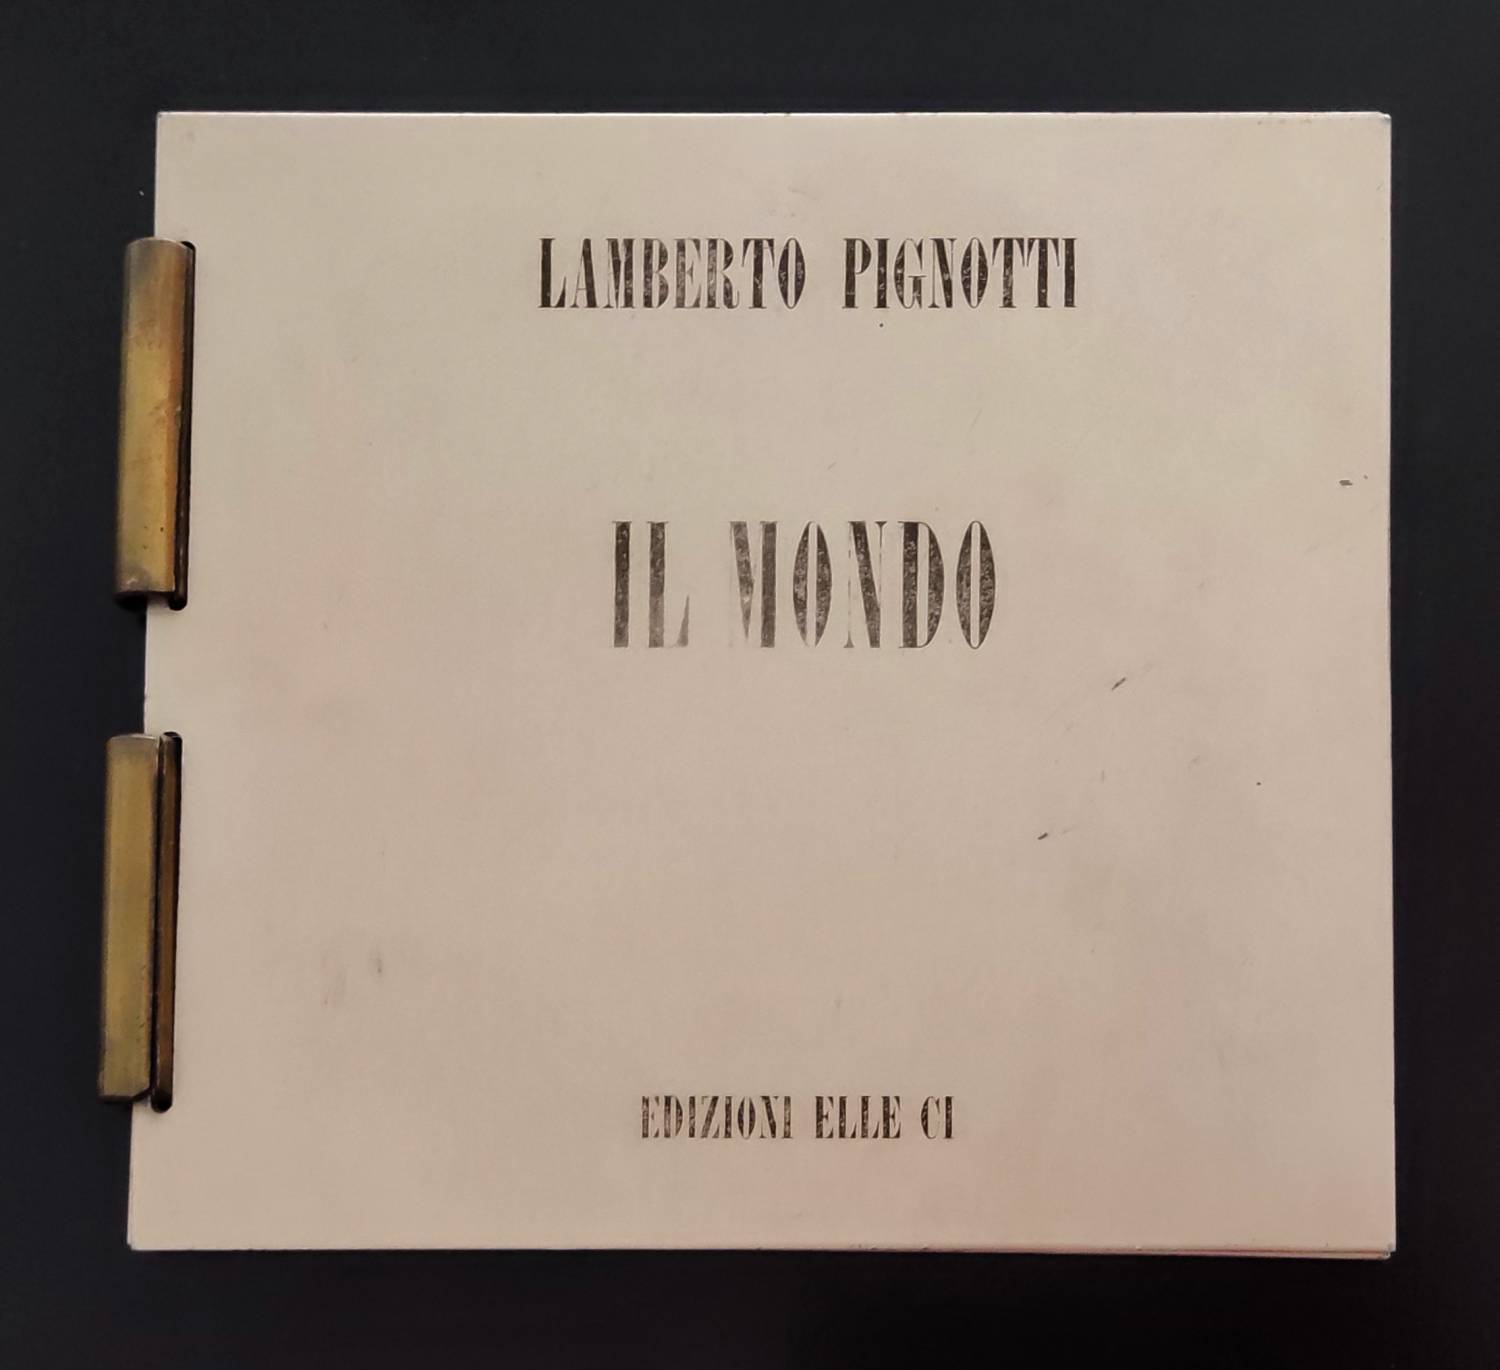 LAMBERTO PIGNOTTI
IL MONDO
EDIZIONI ELLE CI